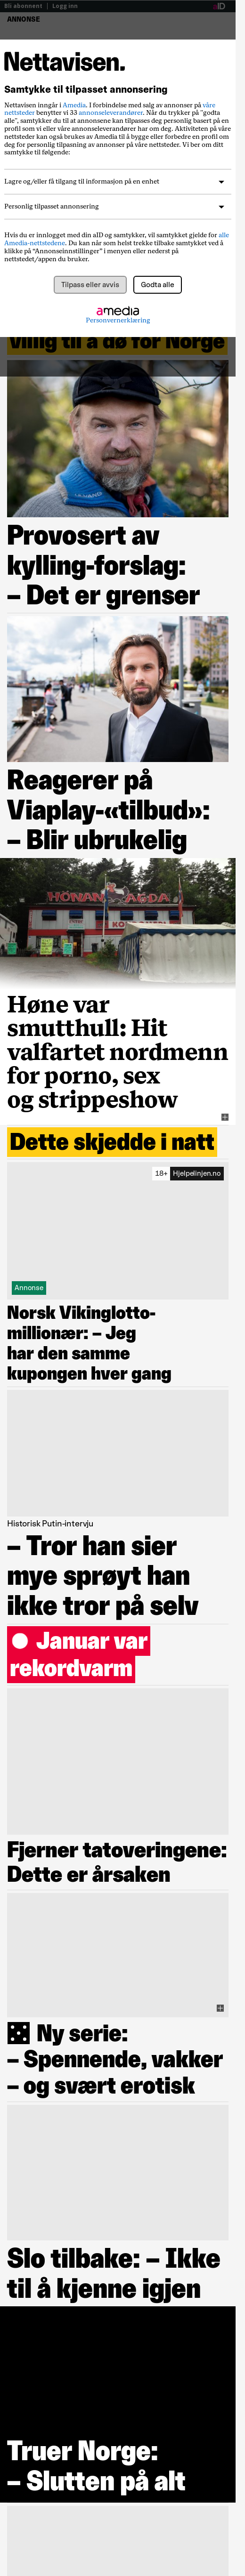 Bli abonnent | Logg inn
aID
ANNONSE
Nettavisen.
Samtykke til tilpasset annonsering
Nettavisen inngår i Amedia. I forbindelse med salg av annonser på våre
nettsteder benytter vi 33 annonseleverandører. Når du trykker på "godta
alle", samtykker du til at annonsene kan tilpasses deg personlig basert på en
profil som vi eller våre annonsepartnere har om deg. Aktiviteten på våre
nettsteder kan også brukes av Amedia til å bygge eller forbedre en profil om
deg for personlig tilpasning av annonser på våre nettsteder. Vi ber om ditt
samtykke til følgende:
Lagre og/eller få tilgang til informasjon på en enhet
Personlig tilpasset annonsering
Hvis du er innlogget med din aID og samtykker, vil samtykket gjelde for alle
Amedia-nettstedene. Du kan når som helst trekke tilbake samtykket ved å
klikke på “Annonseinnstillinger” i menyen eller nederst på
nettstedet/appen du bruker.
Tilpass eller avvis
Godta alle
amedia
Personvernerklæring
villig til å dø for Norge
Provosert av
kylling-forslag:
– Det er grenser
Reagerer på
Viaplay-«tilbud»:
– Blir ubrukelig
Høne var
smutthull: Hit
valfartet nordmenn
for porno, sex
og strippeshow
Dette skjedde i natt
18+ Hjelpelinjen.no
Annonse
Norsk Vikinglotto-
millionær: – Jeg
har den samme
kupongen hver gang
Historisk Putin-intervju
– Tror han sier
mye sprøyt han
ikke tror på selv
Januar var
rekordvarm
Fjerner tatoveringene:
Dette er årsaken
Ny serie:
– Spennende, vakker
– og svært erotisk
Slo tilbake: – Ikke
til å kjenne igjen
Truer Norge:
– Slutten på alt